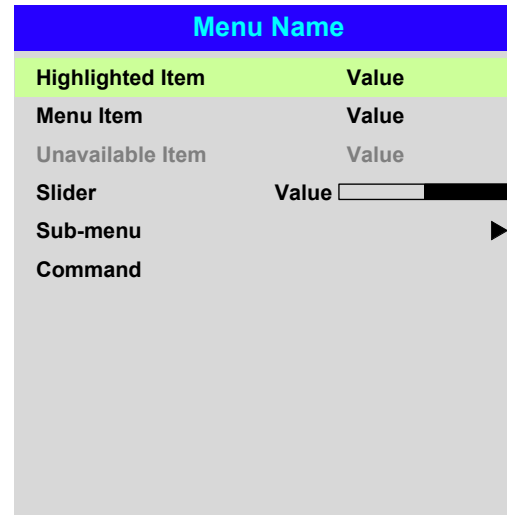 Menu Name
Highlighted Item Value
Menu Item Value
Unavailable Item Value
Slider Value
Sub-menu
Command